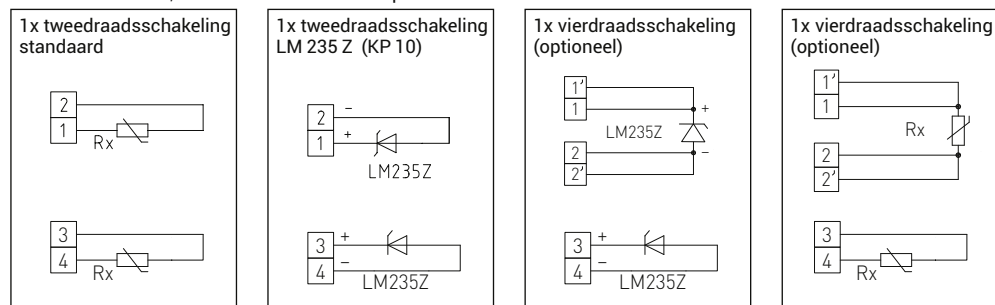 1x tweedraadsschakeling
standaard
2
1
Rx
3
4
Rx
1x tweedraadsschakeling
LM 235 Z (KP 10)
2
–
1
+
LM235Z
3
+
4
–
LM235Z
1x vierdraadsschakeling
(optioneel)
1’
1
+
LM235Z
2
–
2’
3
+
4
–
LM235Z
1x vierdraadsschakeling
(optioneel)
1’
1
Rx
2
2’
3
4
Rx